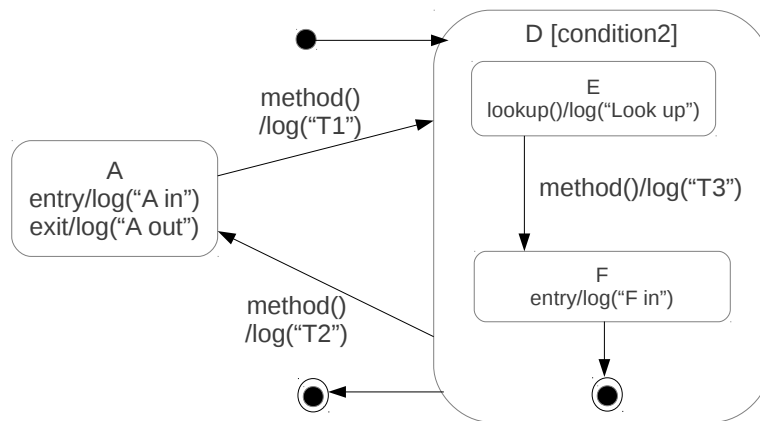 D [condition2]
E
lookup()/log(“Look up”)
method()
/log(“T1”)
A
entry/log(“A in”)
exit/log(“A out”)
method()/log(“T3”)
F
entry/log(“F in”)
method()
/log(“T2”)